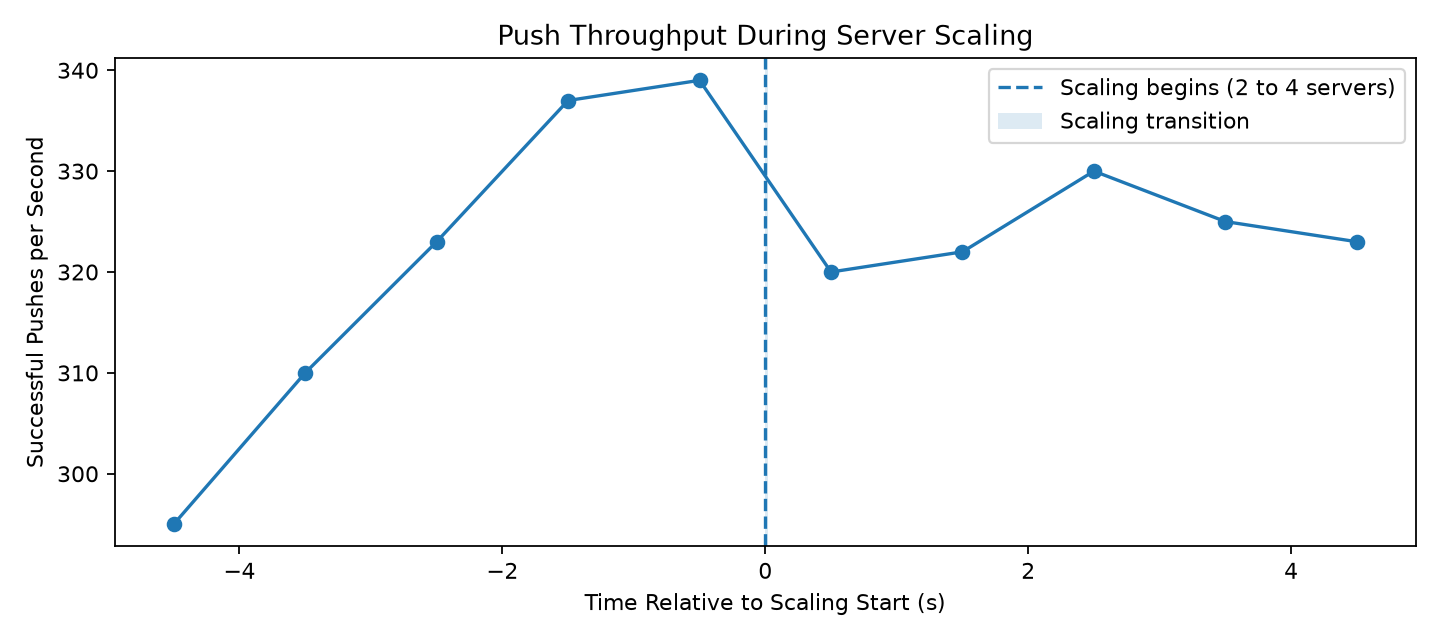 Push Throughput During Server Scaling
Scaling begins (2 to 4 servers)
Scaling transition
Successful Pushes per Second
340
330
320
310
300
−4
−2
0
2
4
Time Relative to Scaling Start (s)